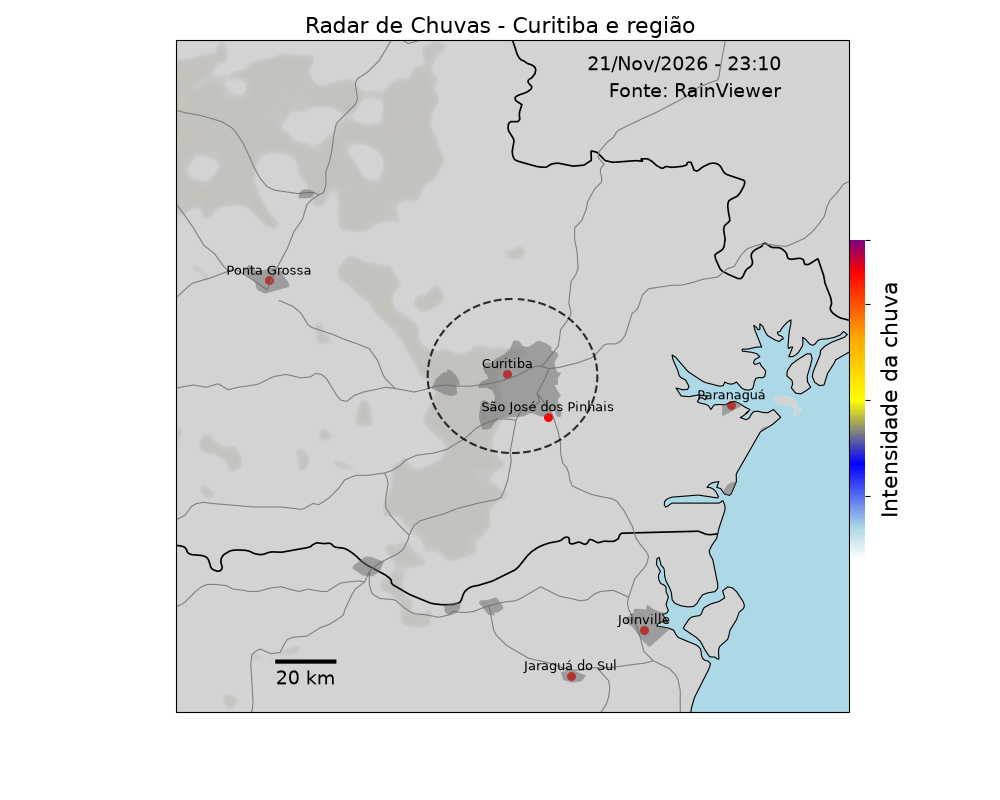 Radar de Chuvas - Curitiba e região
21/Nov/2026 - 23:10
Fonte: RainViewer
Ponta Grossa
Curitiba
Paranaguá
São José dos Pinhais
Intensidade da chuva
Joinville
Jaraguá do Sul
20 km